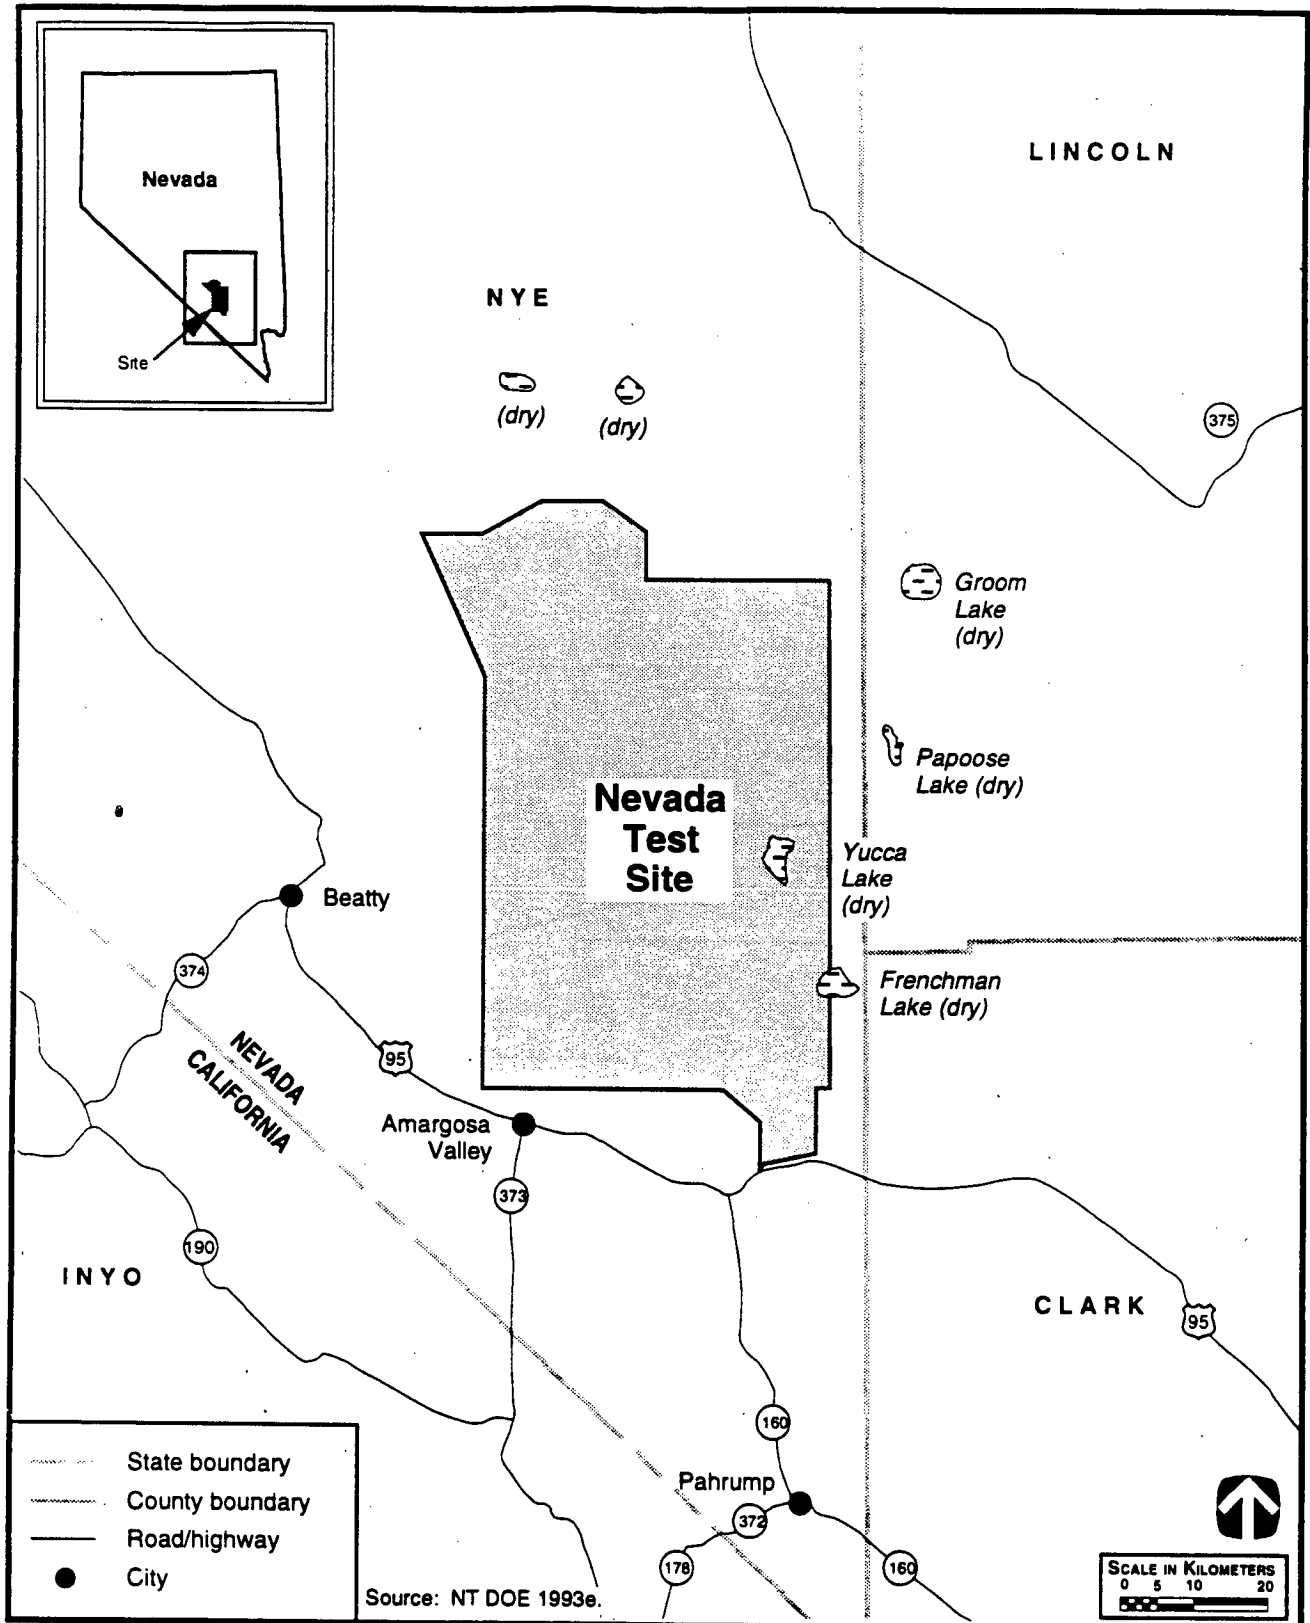 Nevada
Site
LINCOLN
NYE
(dry)
(dry)
375
Groom
Lake
(dry)
Papoose
Lake (dry)
Nevada
Test
Site
Yucca
Lake
(dry)
Beatty
374
Frenchman
Lake (dry)
NEVADA
CALIFORNIA
95
Amargosa
Valley
373
190
INYO
CLARK
95
160
Pahrump
372
178
160
State boundary
County boundary
Road/highway
City
Source: NT DOE 1993e.
SCALE IN KILOMETERS
0 5 10 20